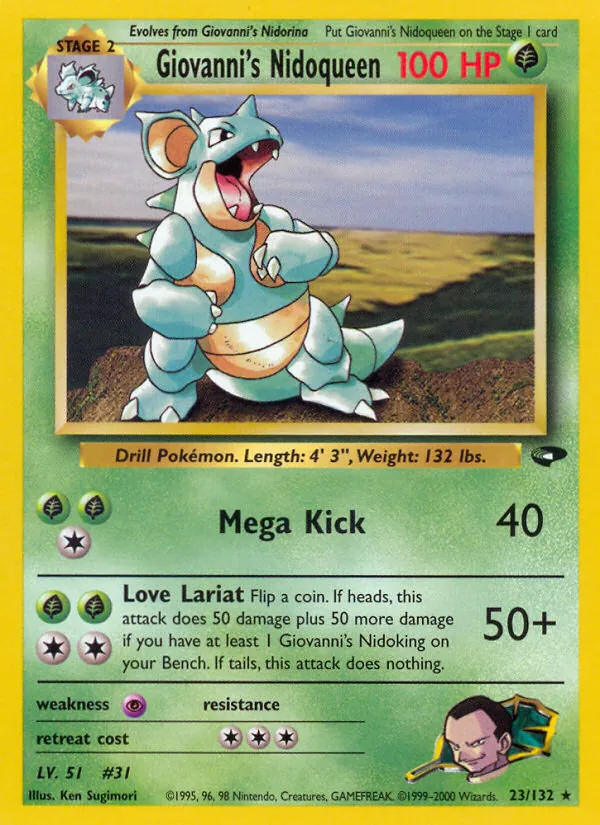 Evolves from Giovanni's Nidorina Put Giovanni's Nidoqueen on the Stage 1 card
STAGE 2
Giovanni's Nidoqueen 100 HP
Drill Pokémon. Length: 4' 3", Weight: 132 lbs.
Mega Kick 40
Love Lariat Flip a coin. If heads, this
attack does 50 damage plus 50 more damage
if you have at least 1 Giovanni's Nidoking on
your Bench. If tails, this attack does nothing.
50+
weakness resistance
retreat cost
LV. 51 #31
Illus. Ken Sugimori ©1995, 96, 98 Nintendo, Creatures, GAMEFREAK. ©1999-2000 Wizards. 23/132 ★